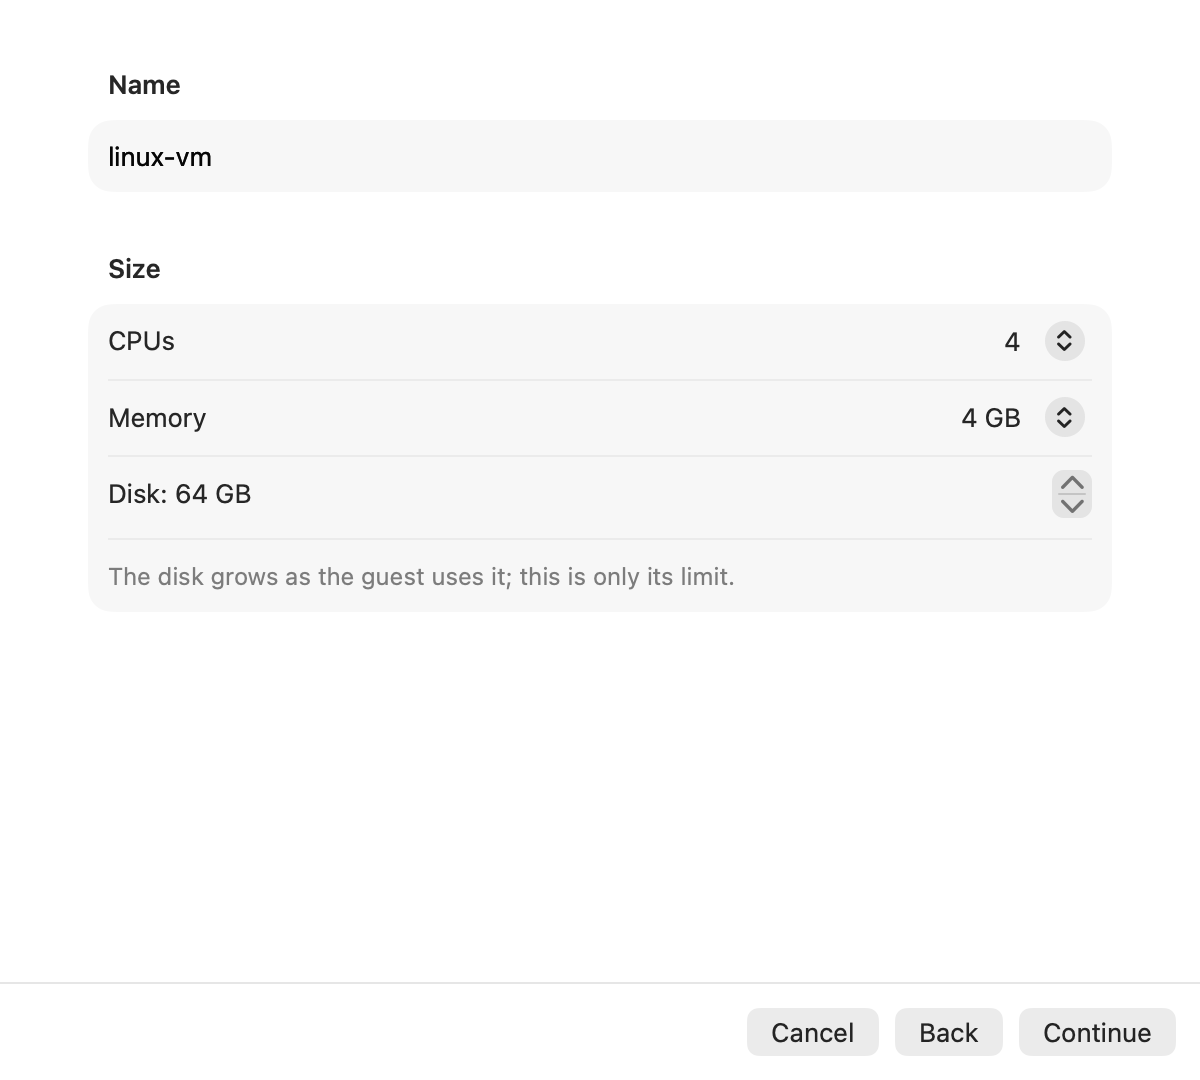 Name
linux-vm
Size
CPUs 4
Memory 4 GB
Disk: 64 GB
The disk grows as the guest uses it; this is only its limit.
Cancel Back Continue